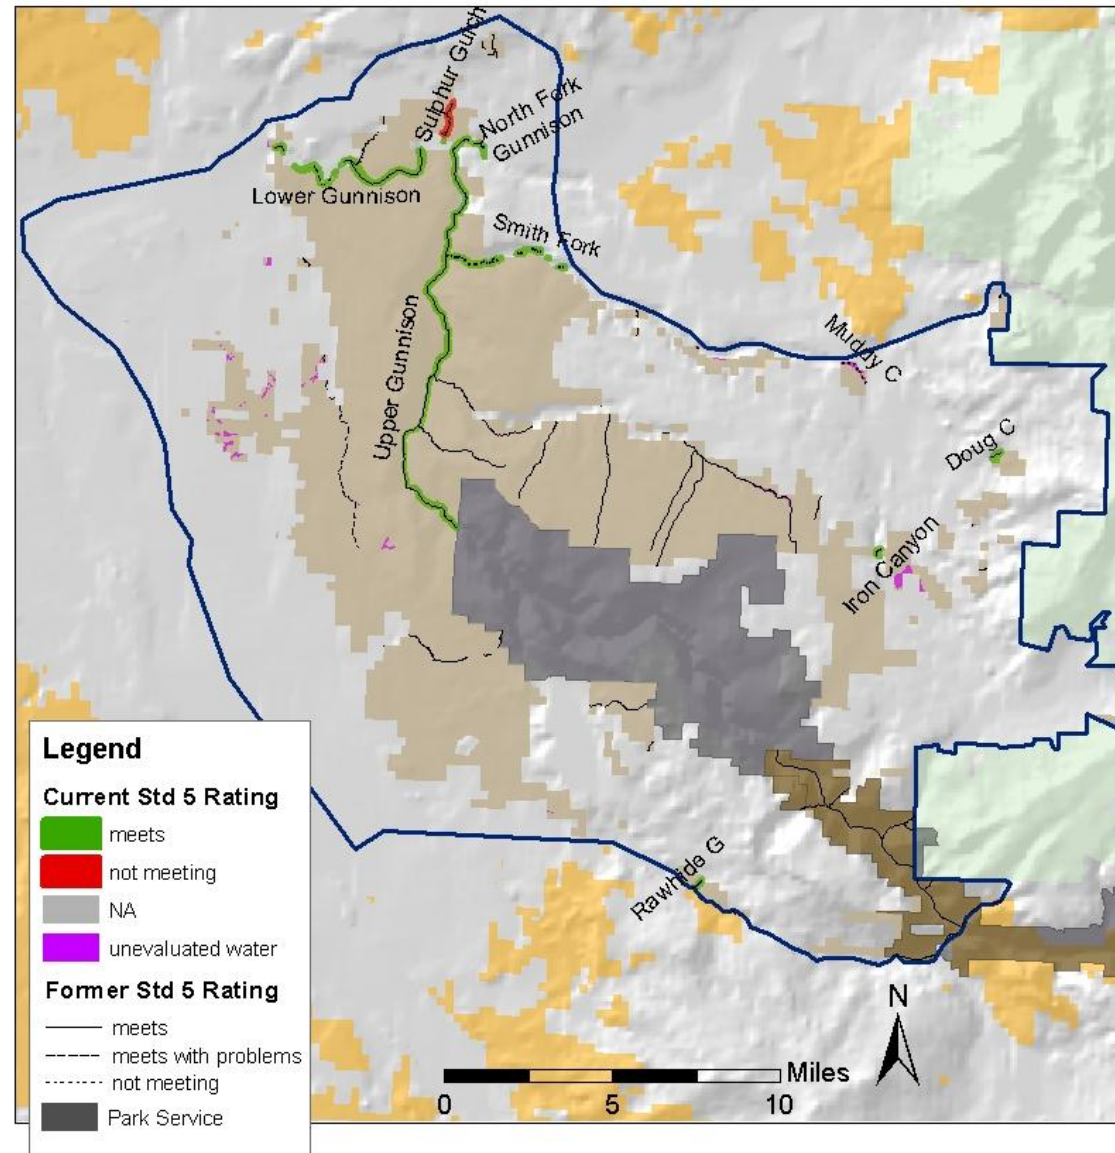 Sulphur Gulch
North Fork
Gunnison
Lower Gunnison
Smith Fork
Upper Gunnison
Muddy C
Doug C
Iron Canyon
Rawhide G
Legend
Current Std 5 Rating
meets
not meeting
NA
unevaluated water
Former Std 5 Rating
meets
meets with problems
not meeting
Park Service
N
Miles
0 5 10